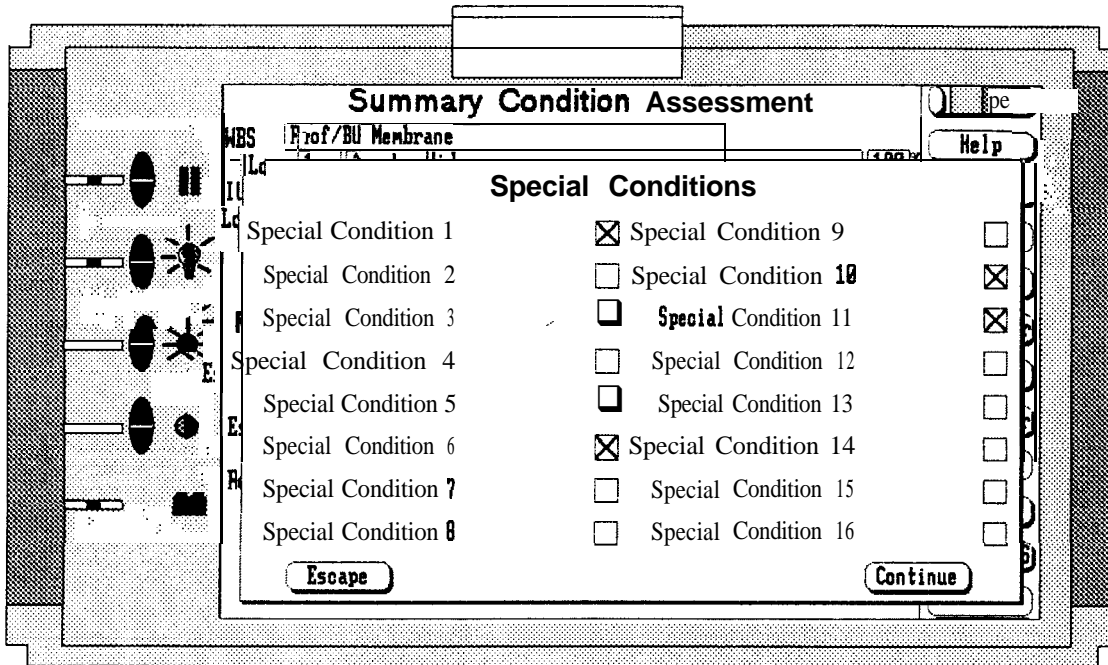 Summary Condition Assessment
pe
WBS
Help
Special Conditions
Special Condition 1
Special Condition 2
Special Condition 3
Special Condition 4
Special Condition 5
Special Condition 6
Special Condition 7
Special Condition 8
Special Condition 9
Special Condition 10
Special Condition 11
Special Condition 12
Special Condition 13
Special Condition 14
Special Condition 15
Special Condition 16
Escape
Continue